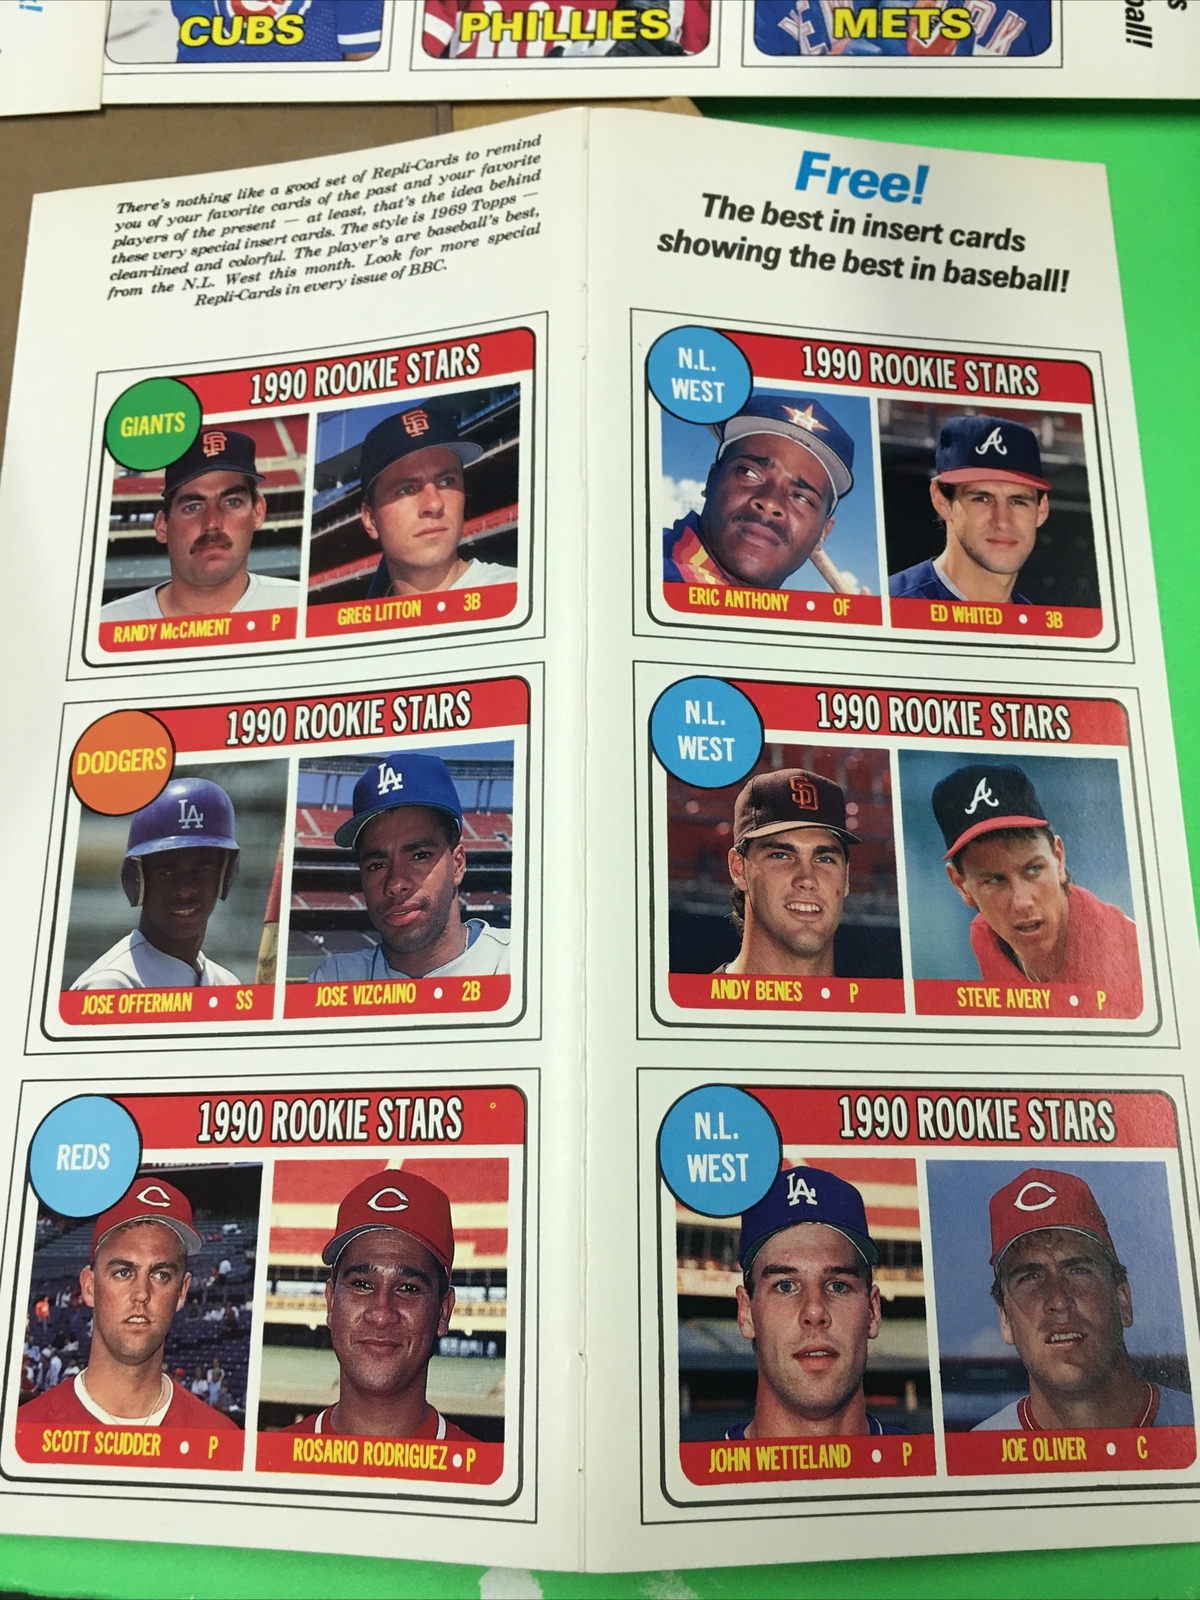 CUBS
PHILLIES
METS
ball!
There's nothing like a good set of Repli-Cards to remind
you of your favorite cards of the past and your favorite
players of the present — at least, that's the idea behind
these very special insert cards. The style is 1969 Topps —
clean-lined and colorful. The player's are baseball's best,
from the N.L. West this month. Look for more special
Repli-Cards in every issue of BBC.
Free!
The best in insert cards
showing the best in baseball!
GIANTS
1990 ROOKIE STARS
RANDY McCAMENT • P
GREG LITTON • 3B
N.L.
WEST
1990 ROOKIE STARS
ERIC ANTHONY • OF
ED WHITED • 3B
DODGERS
1990 ROOKIE STARS
JOSE OFFERMAN • SS
JOSE VIZCAINO • 2B
N.L.
WEST
1990 ROOKIE STARS
ANDY BENES • P
STEVE AVERY • P
REDS
1990 ROOKIE STARS
SCOTT SCUDDER • P
ROSARIO RODRIGUEZ • P
N.L.
WEST
1990 ROOKIE STARS
JOHN WETTELAND • P
JOE OLIVER • C